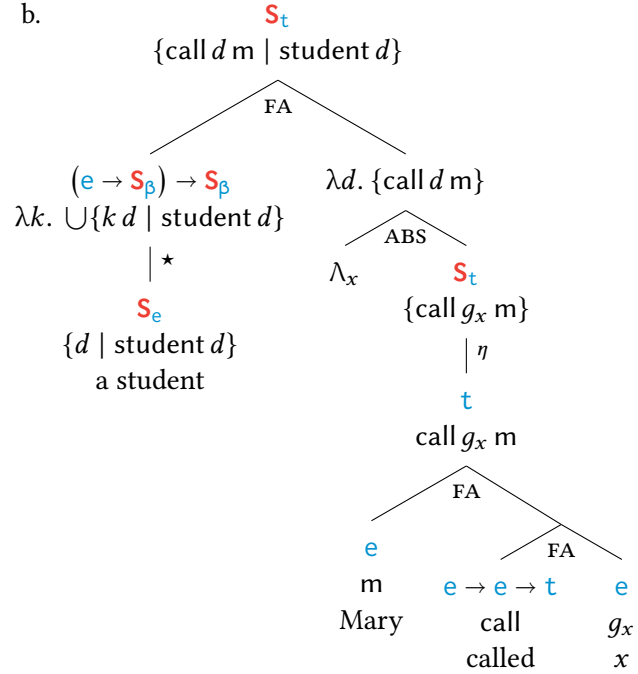 b.
S_t
{call d m | student d}
FA
(e → S_β) → S_β
λd. {call d m}
λk. ⋃{k d | student d}
ABS
⋆
Λ_x
S_t
S_e
{call g_x m}
{d | student d}
η
a student
t
call g_x m
FA
e
FA
m
e → e → t
e
Mary
call
g_x
called
x